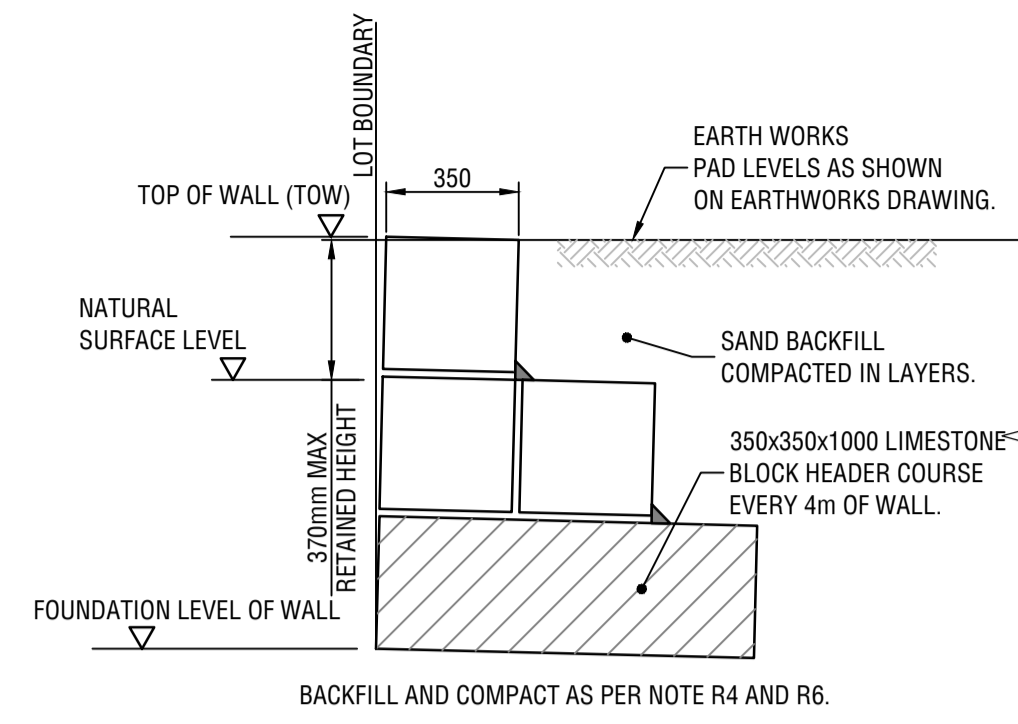 LOT BOUNDARY
EARTH WORKS
PAD LEVELS AS SHOWN
ON EARTHWORKS DRAWING.
350
TOP OF WALL (TOW)
NATURAL
SURFACE LEVEL
SAND BACKFILL
COMPACTED IN LAYERS.
370mm MAX
RETAINED HEIGHT
350x350x1000 LIMESTONE
BLOCK HEADER COURSE
EVERY 4m OF WALL.
FOUNDATION LEVEL OF WALL
BACKFILL AND COMPACT AS PER NOTE R4 AND R6.